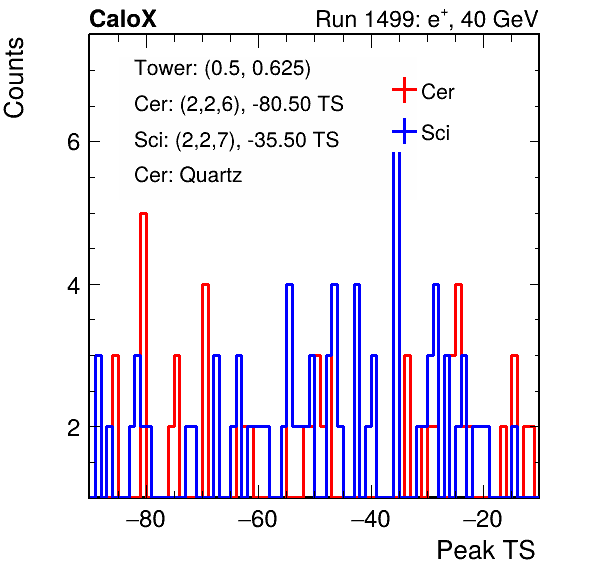 CaloX Run 1499: e+, 40 GeV
Counts
Tower: (0.5, 0.625)
Cer: (2,2,6), -80.50 TS
Sci: (2,2,7), -35.50 TS
Cer: Quartz
Cer
Sci
6
4
2
−80 −60 −40 −20
Peak TS